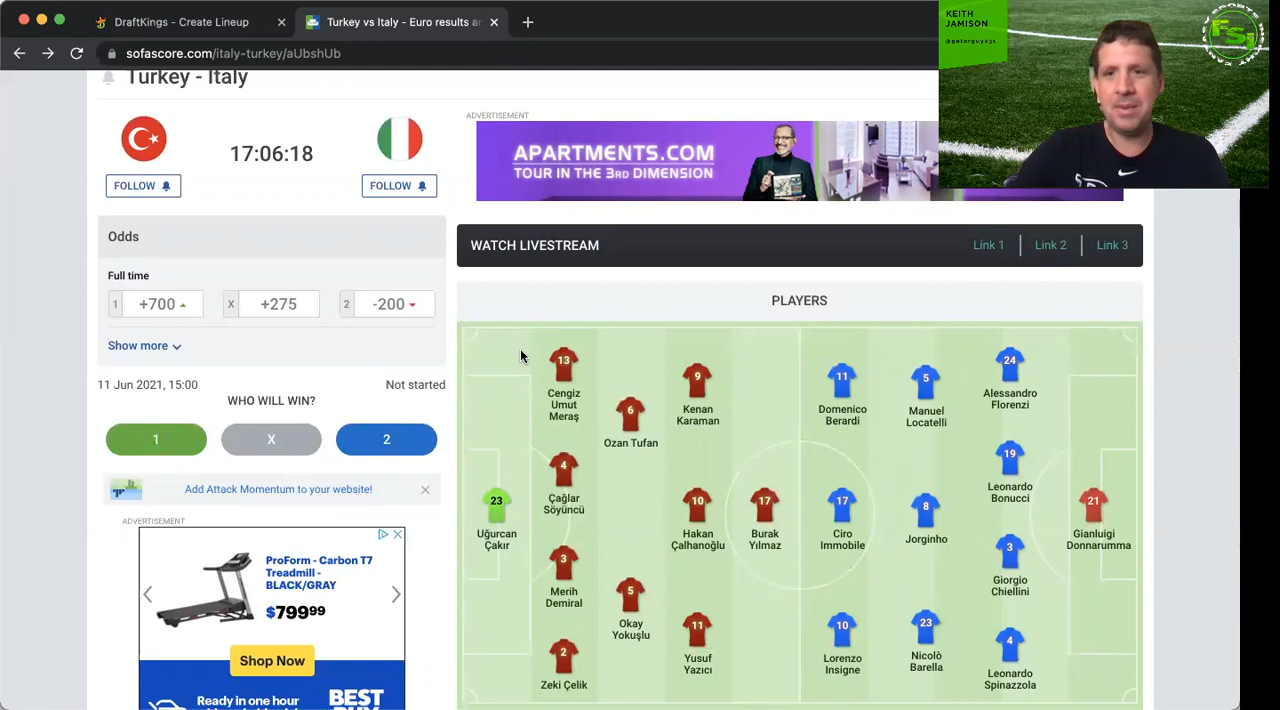 DraftKings - Create Lineup
Turkey vs Italy - Euro results ar
sofascore.com/italy-turkey/aUbshUb
KEITH
JAMISON
@gatorguyz31
FSI
Turkey - Italy
17:06:18
FOLLOW
FOLLOW
ADVERTISEMENT
APARTMENTS.COM
TOUR IN THE 3RD DIMENSION
Odds
Full time
1 +700
X +275
2 -200
Show more
11 Jun 2021, 15:00
Not started
WHO WILL WIN?
1
X
2
Add Attack Momentum to your website!
ADVERTISEMENT
ProForm - Carbon T7
Treadmill -
BLACK/GRAY
$799.99
Shop Now
Ready in one hour
BEST
WATCH LIVESTREAM
Link 1
Link 2
Link 3
PLAYERS
23
Uğurcan
Çakır
13
Cengiz
Umut
Meraş
4
Çağlar
Söyüncü
3
Merih
Demiral
2
Zeki Çelik
6
Ozan Tufan
5
Okay
Yokuşlu
9
Kenan
Karaman
10
Hakan
Çalhanoğlu
11
Yusuf
Yazıcı
17
Burak
Yılmaz
11
Domenico
Berardi
17
Ciro
Immobile
10
Lorenzo
Insigne
5
Manuel
Locatelli
8
Jorginho
23
Nicolò
Barella
24
Alessandro
Florenzi
19
Leonardo
Bonucci
3
Giorgio
Chiellini
4
Leonardo
Spinazzola
21
Gianluigi
Donnarumma